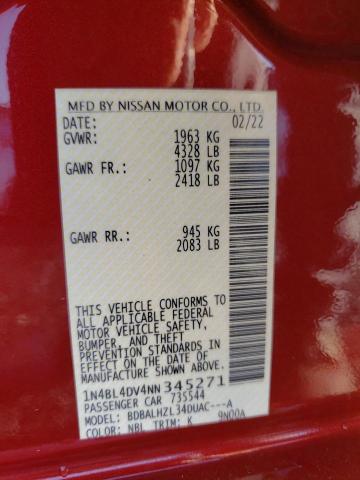 MFD BY NISSAN MOTOR CO., LTD.
DATE: 02/22
GVWR: 1963 KG
4328 LB
GAWR FR.: 1097 KG
2418 LB
GAWR RR.: 945 KG
2083 LB
THIS VEHICLE CONFORMS TO
ALL APPLICABLE FEDERAL
MOTOR VEHICLE SAFETY,
BUMPER, AND THEFT
PREVENTION STANDARDS IN
EFFECT ON THE DATE OF
MANUFACTURE SHOWN ABOVE.
1N4BL4DV4NN345271
PASSENGER CAR 735544
MODEL: BDBALHZL34DUAC---A
COLOR: NBL TRIM: K 9N00A